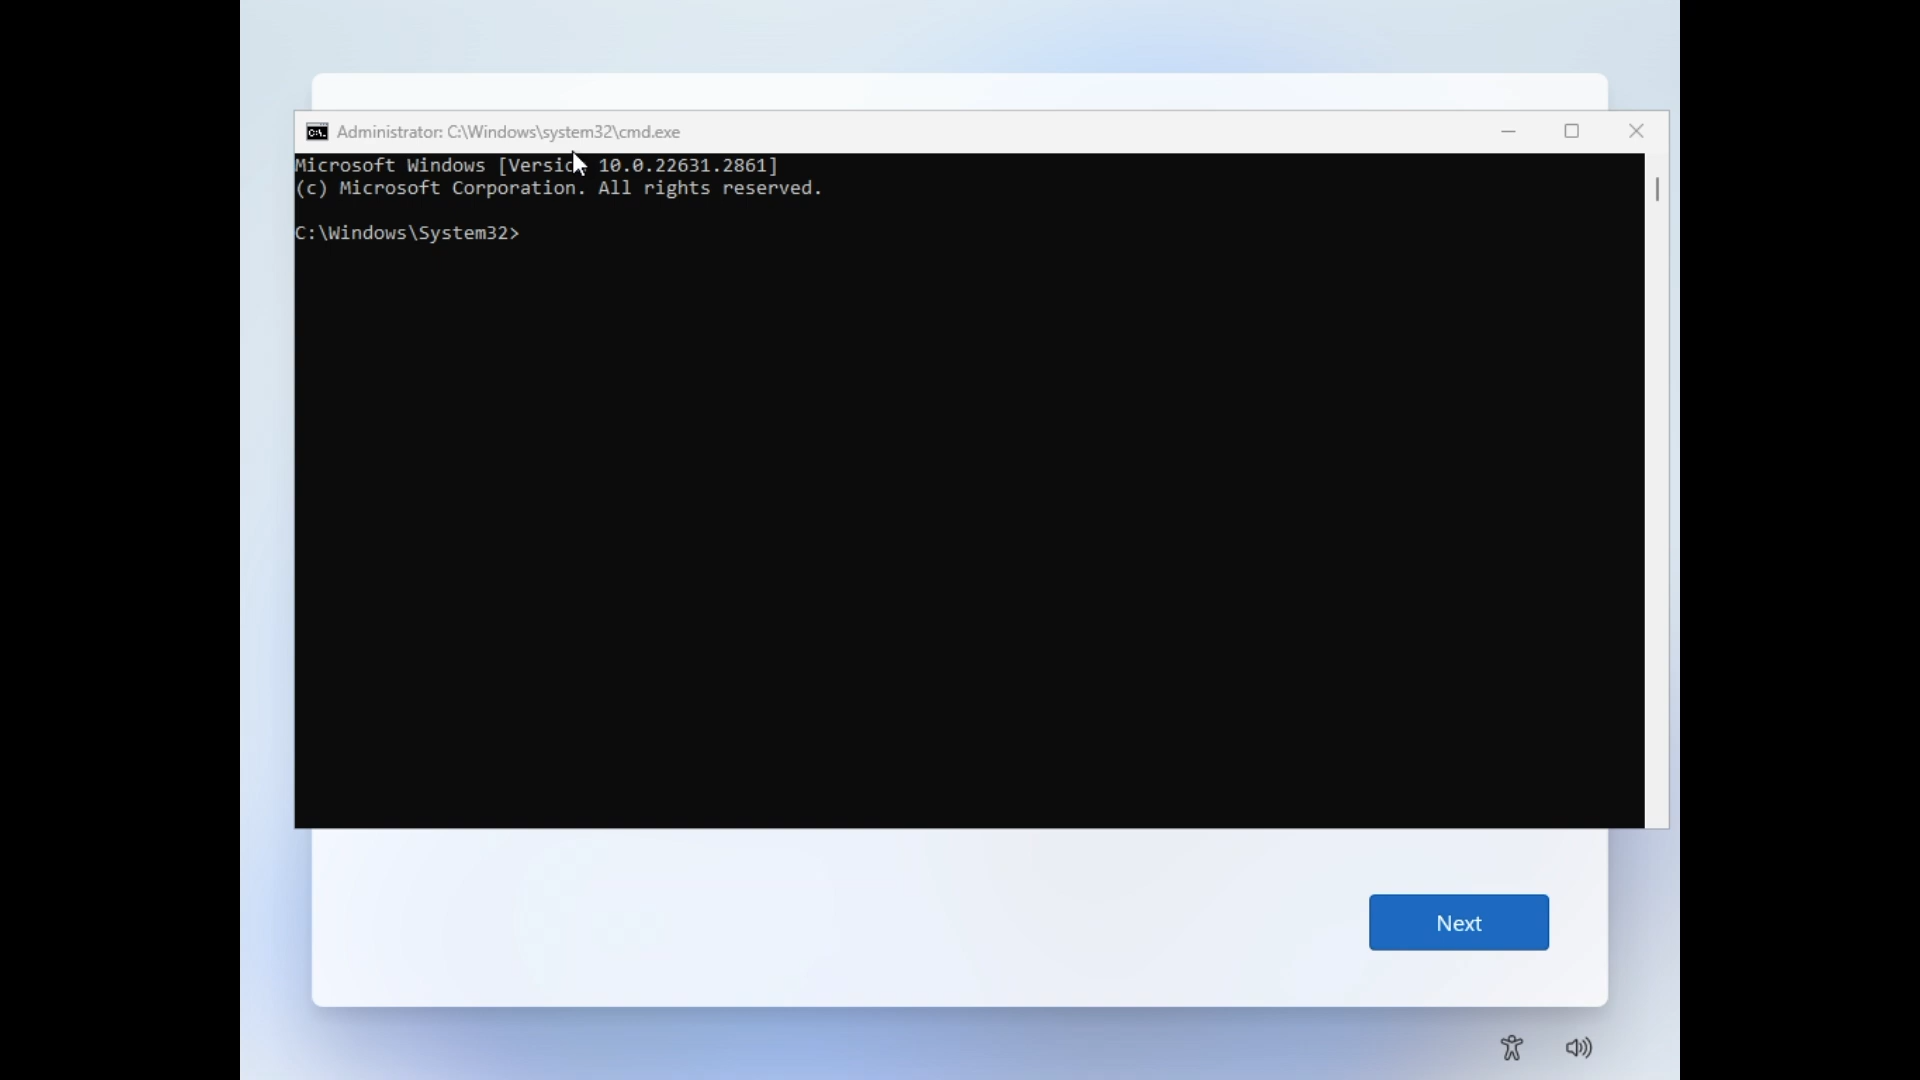 Administrator: C:\Windows\system32\cmd.exe
Microsoft Windows [Version 10.0.22631.2861]
(c) Microsoft Corporation. All rights reserved.
C:\Windows\System32>
Next